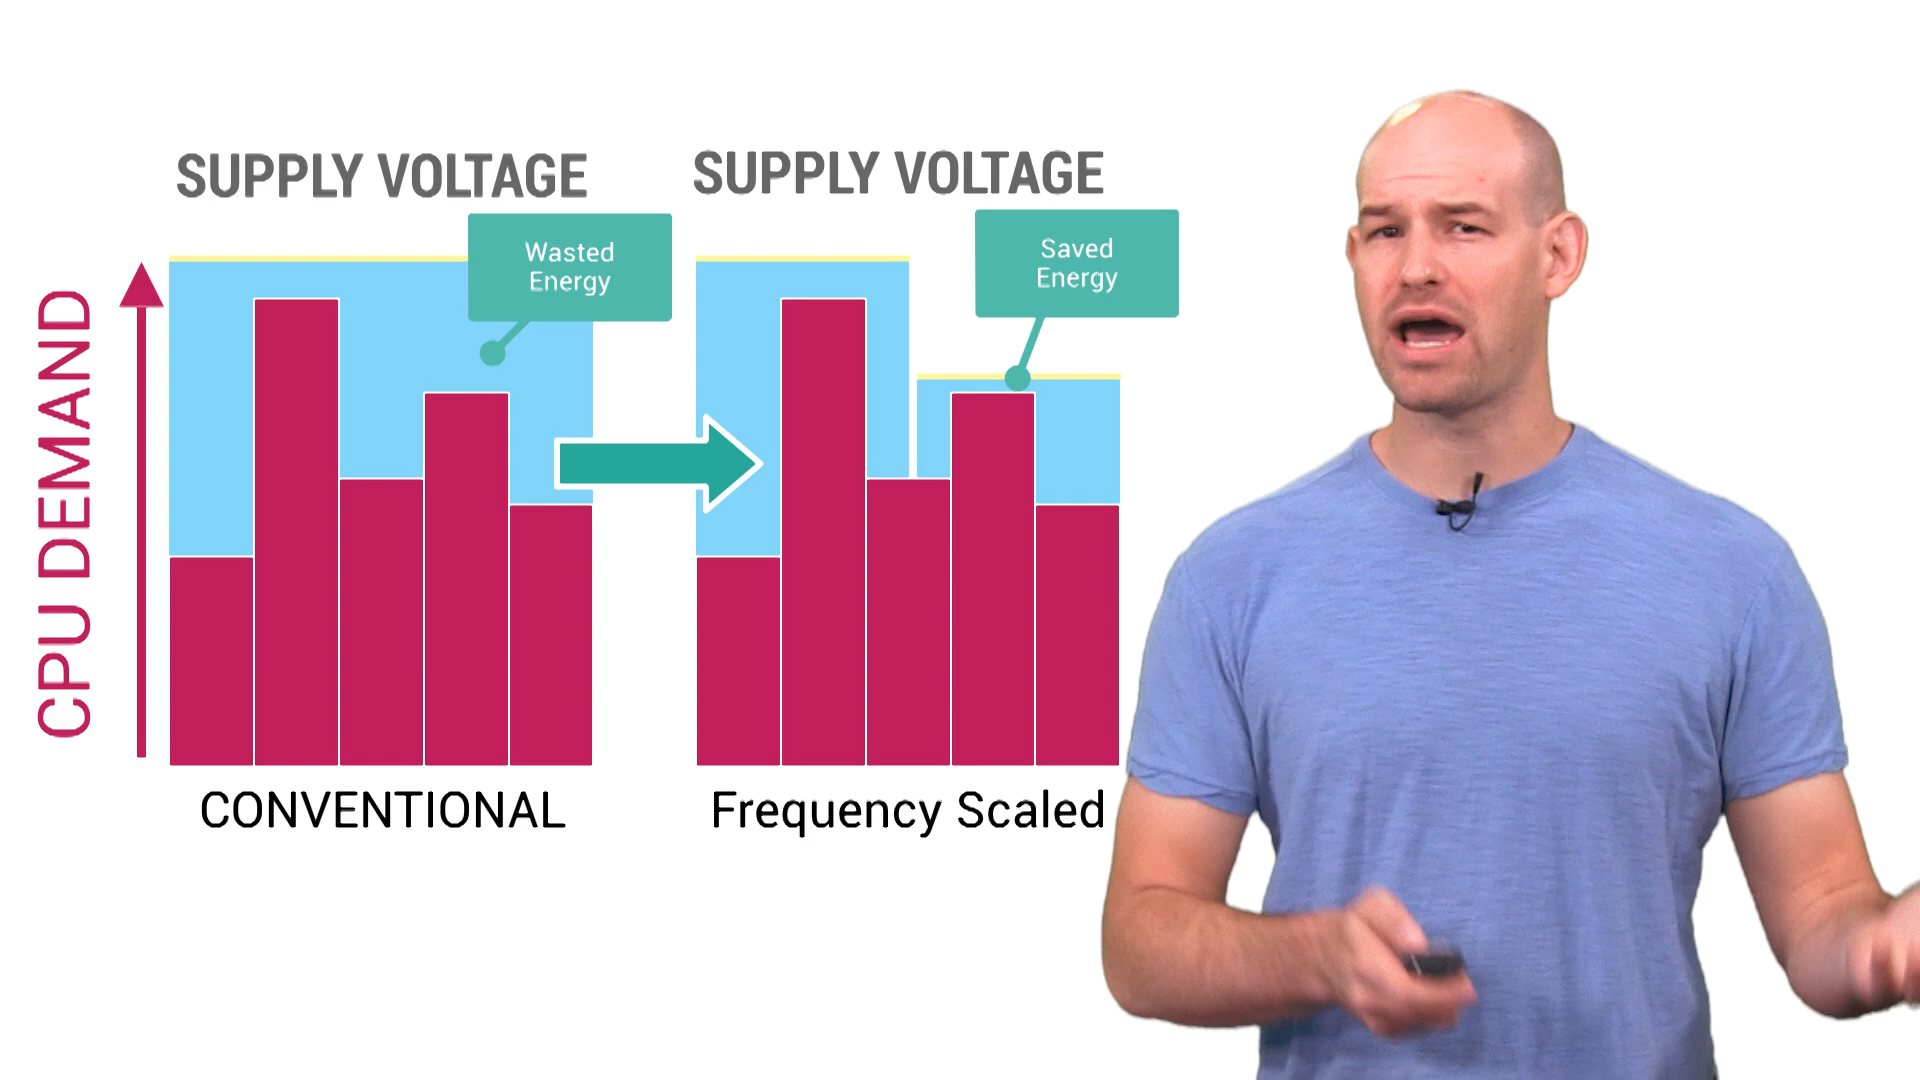 SUPPLY VOLTAGE
SUPPLY VOLTAGE
Wasted
Energy
Saved
Energy
CPU DEMAND
CONVENTIONAL
Frequency Scaled